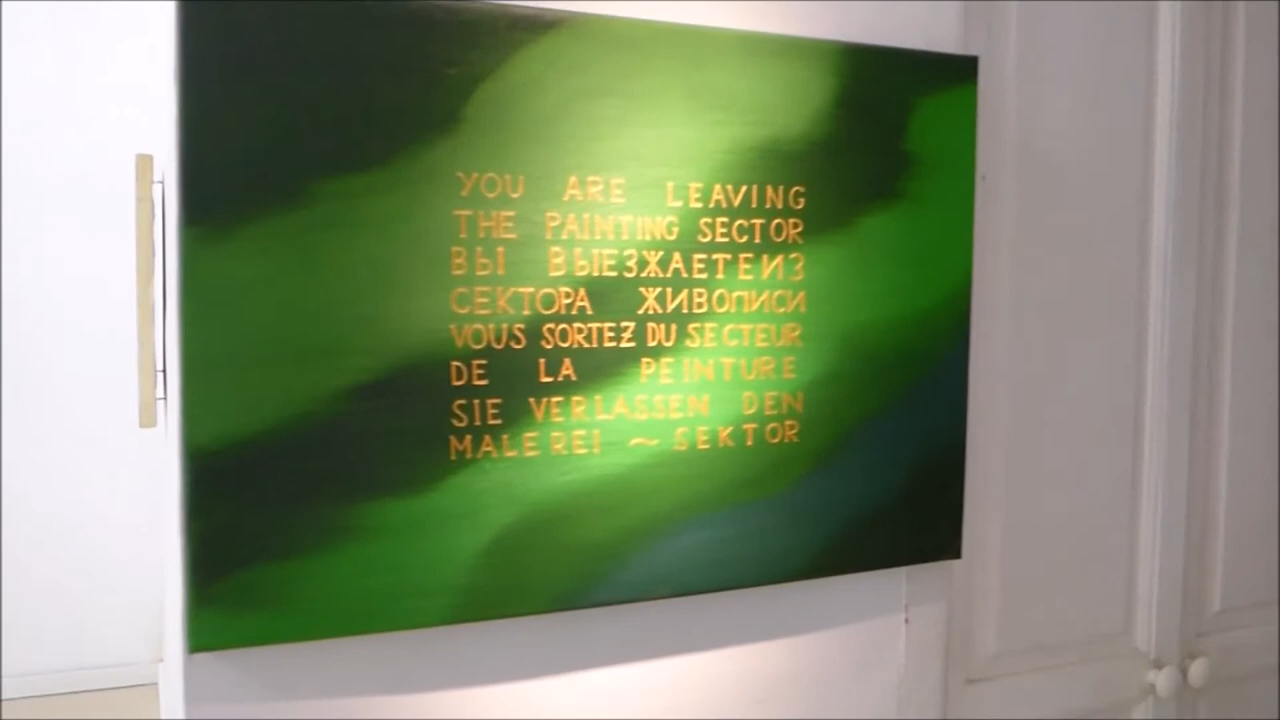 YOU ARE LEAVING
THE PAINTING SECTOR
ВЫ ВЫЕЗЖАЕТЕИЗ
СЕКТОРА ЖИВОПИСИ
VOUS SORTEZ DU SECTEUR
DE LA PEINTURE
SIE VERLASSEN DEN
MALEREI ~ SEKTOR